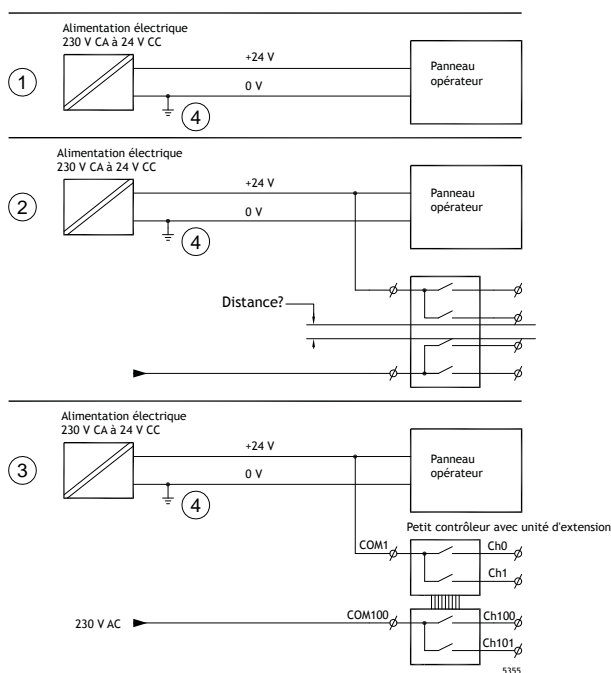 Alimentation électrique
230 V CA à 24 V CC
+24 V
0 V
Panneau
opérateur
1
4
Alimentation électrique
230 V CA à 24 V CC
+24 V
0 V
Panneau
opérateur
2
4
Distance?
Alimentation électrique
230 V CA à 24 V CC
+24 V
0 V
Panneau
opérateur
3
4
Petit contrôleur avec unité d'extension
COM1
Ch0
Ch1
230 V AC
COM100
Ch100
Ch101
5355